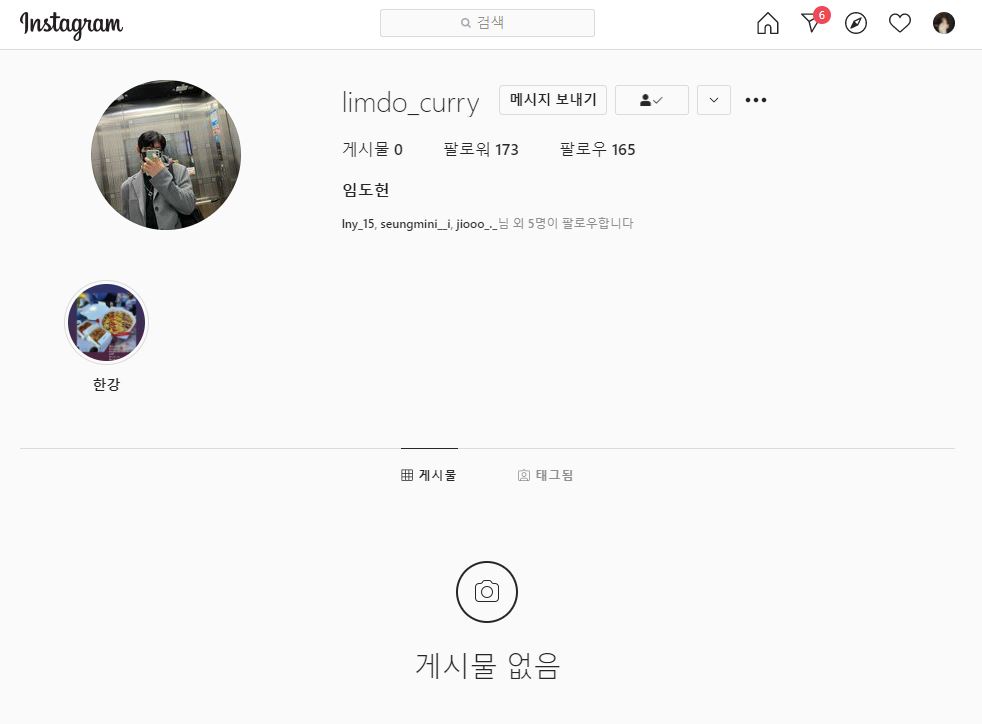 Instagram
검색
6
limdo_curry 메시지 보내기
게시물 0 팔로워 173 팔로우 165
임도헌
lny_15, seungmini__i, jiooo_._님 외 5명이 팔로우합니다
한강
게시물 태그됨
게시물 없음